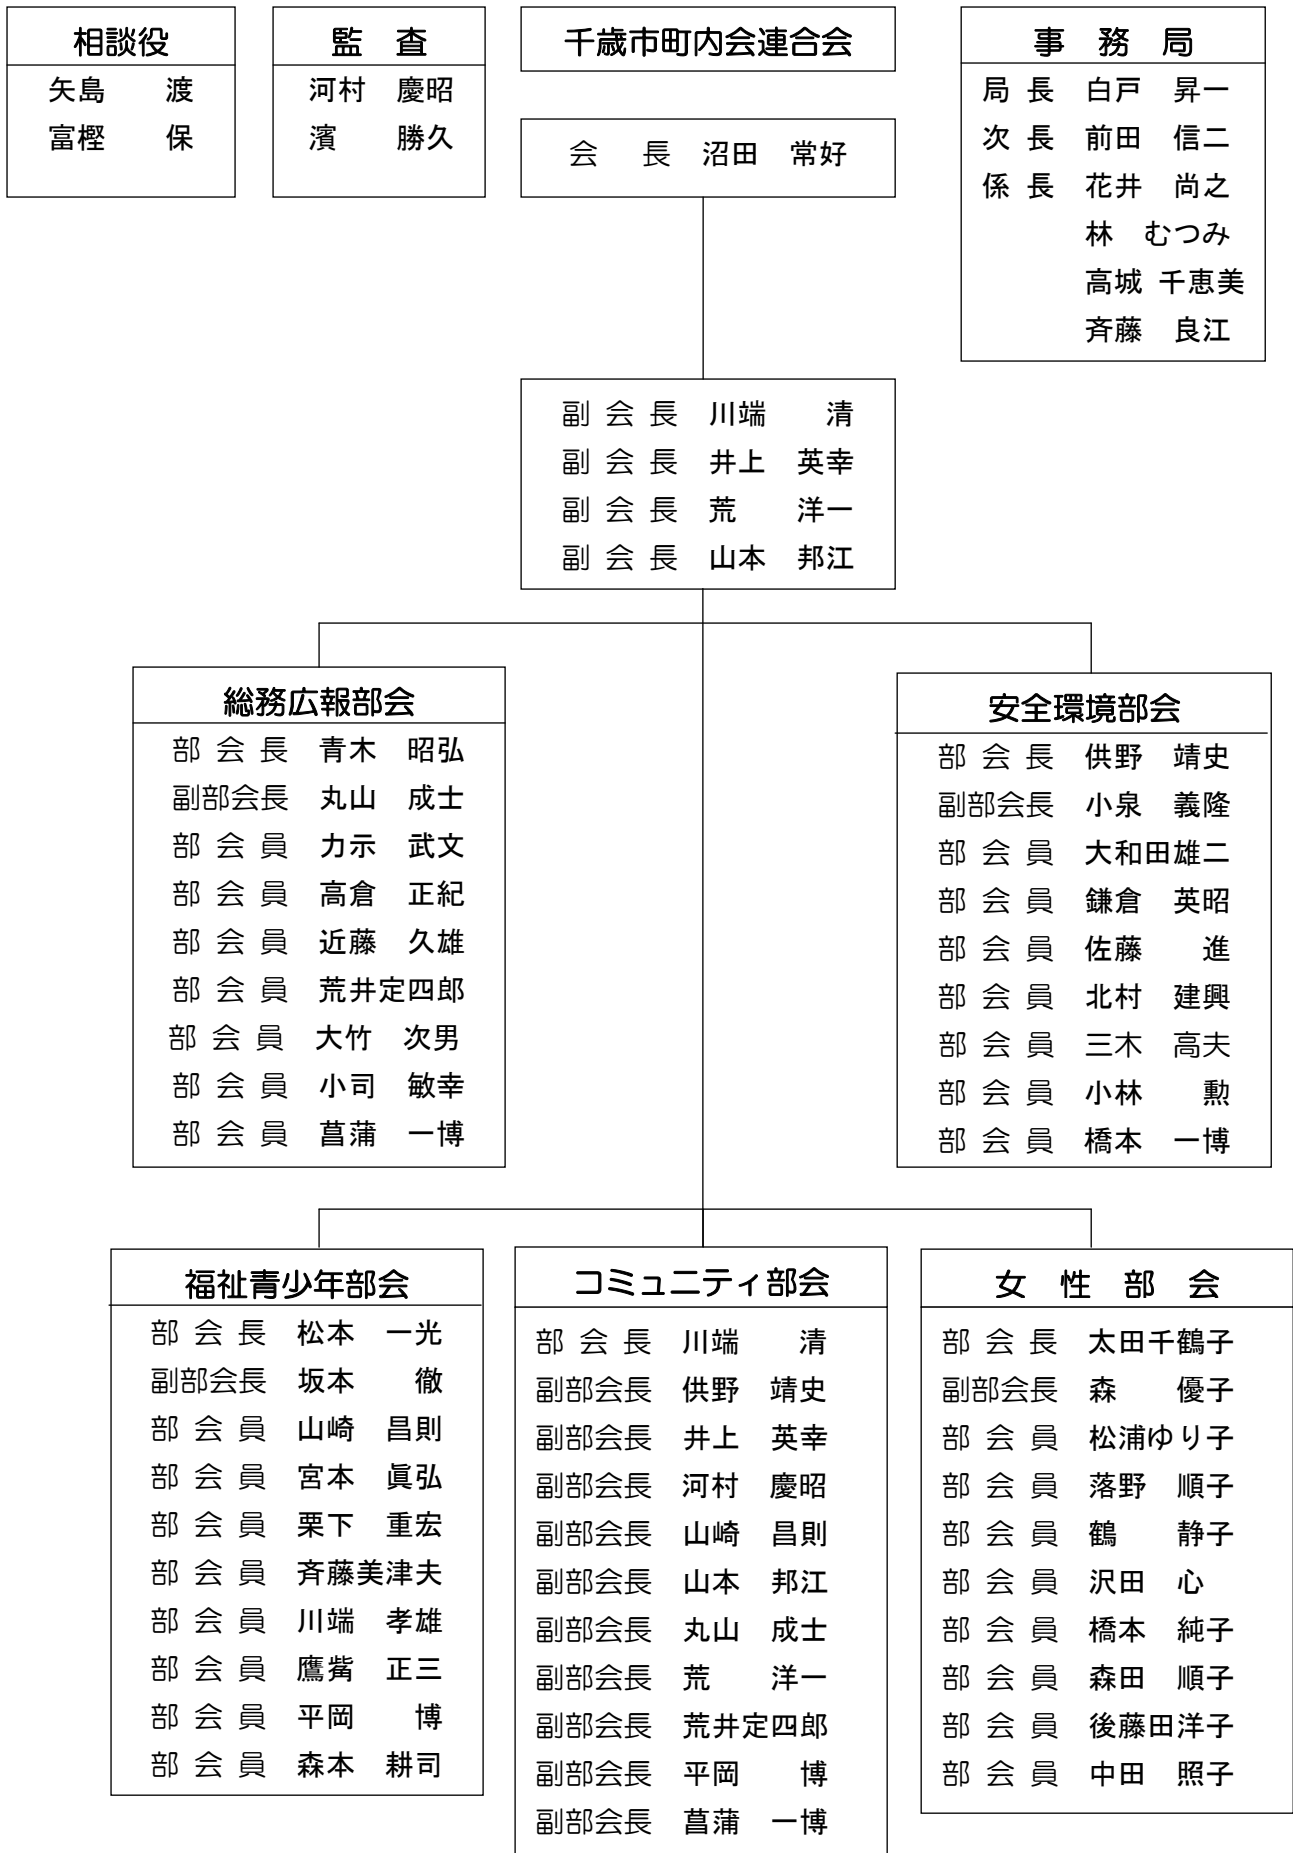 相談役
矢島　　渡
富樫　　保
監　査
河村　慶昭
濱　　勝久
千歳市町内会連合会
会　長　沼田　常好
事　務　局
局 長　白戸　昇一
次 長　前田　信二
係 長　花井　尚之
林　むつみ
高城 千恵美
斉藤　良江
副 会 長　川端　　清
副 会 長　井上　英幸
副 会 長　荒　　洋一
副 会 長　山本　邦江
総務広報部会
部 会 長　青木　昭弘
副部会長　丸山　成士
部 会 員　力示　武文
部 会 員　高倉　正紀
部 会 員　近藤　久雄
部 会 員　荒井定四郎
部 会 員　大竹　次男
部 会 員　小司　敏幸
部 会 員　菖蒲　一博
安全環境部会
部 会 長　供野　靖史
副部会長　小泉　義隆
部 会 員　大和田雄二
部 会 員　鎌倉　英昭
部 会 員　佐藤　　進
部 会 員　北村　建興
部 会 員　三木　高夫
部 会 員　小林　　勲
部 会 員　橋本　一博
福祉青少年部会
部 会 長　松本　一光
副部会長　坂本　　徹
部 会 員　山崎　昌則
部 会 員　宮本　眞弘
部 会 員　栗下　重宏
部 会 員　斉藤美津夫
部 会 員　川端　孝雄
部 会 員　鷹觜　正三
部 会 員　平岡　　博
部 会 員　森本　耕司
コミュニティ部会
部 会 長　川端　　清
副部会長　供野　靖史
副部会長　井上　英幸
副部会長　河村　慶昭
副部会長　山崎　昌則
副部会長　山本　邦江
副部会長　丸山　成士
副部会長　荒　　洋一
副部会長　荒井定四郎
副部会長　平岡　　博
副部会長　菖蒲　一博
女　性　部　会
部 会 長　太田千鶴子
副部会長　森　　優子
部 会 員　松浦ゆり子
部 会 員　落野　順子
部 会 員　鶴　　静子
部 会 員　沢田　心
部 会 員　橋本　純子
部 会 員　森田　順子
部 会 員　後藤田洋子
部 会 員　中田　照子